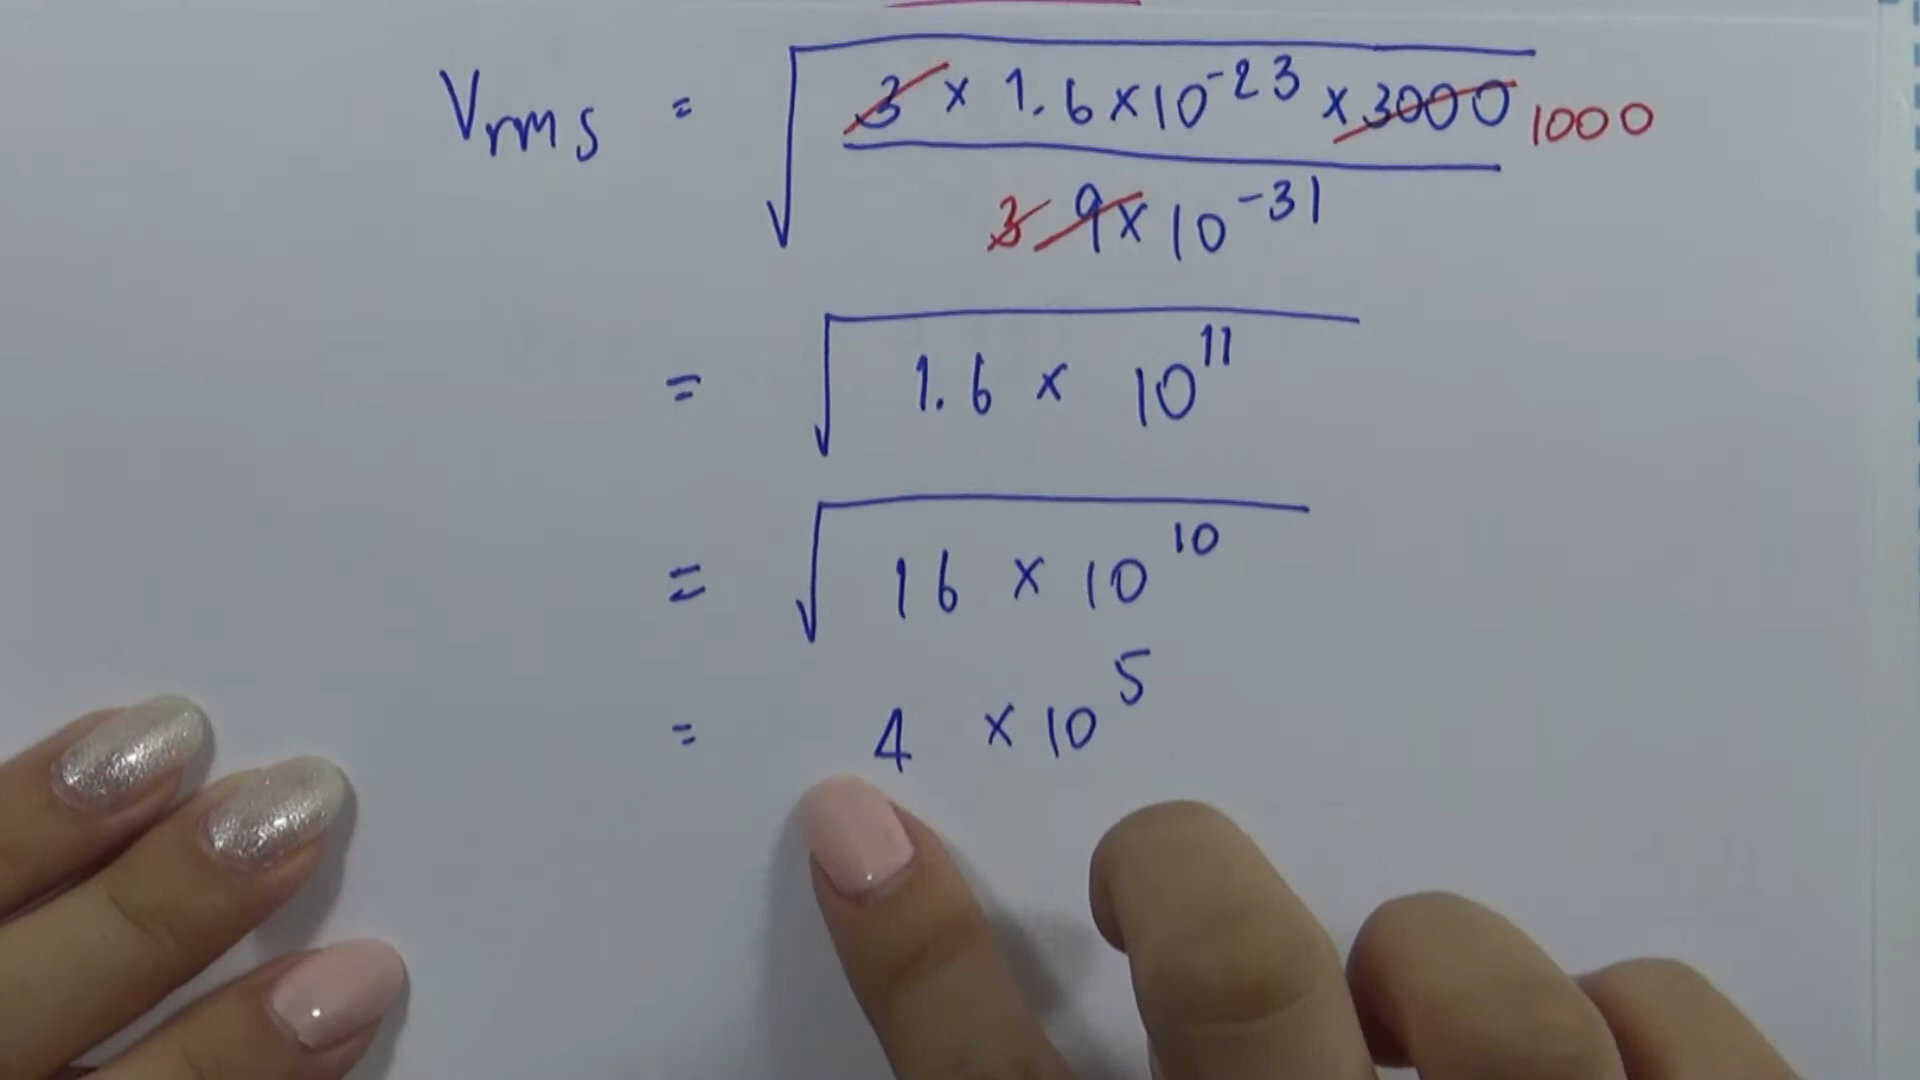 Vrms = √(3 × 1.6 × 10⁻²³ × 3000 1000 / 3 9 × 10⁻³¹)
= √(1.6 × 10¹¹)
= √(16 × 10¹⁰)
= 4 × 10⁵